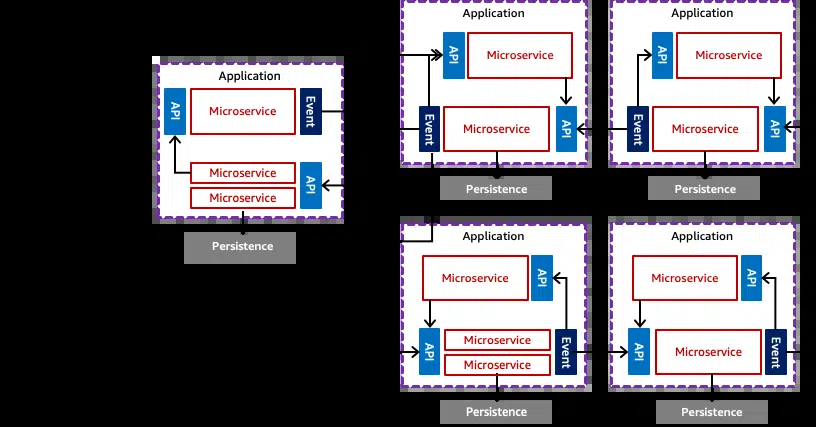 Application
API
Microservice
Event
Microservice
Microservice
API
Persistence
Application
API
Microservice
Event
Microservice
API
Persistence
Application
API
Microservice
Event
Microservice
API
Persistence
Application
Microservice
API
API
Microservice
Microservice
Event
Persistence
Application
Microservice
API
API
Microservice
Event
Persistence